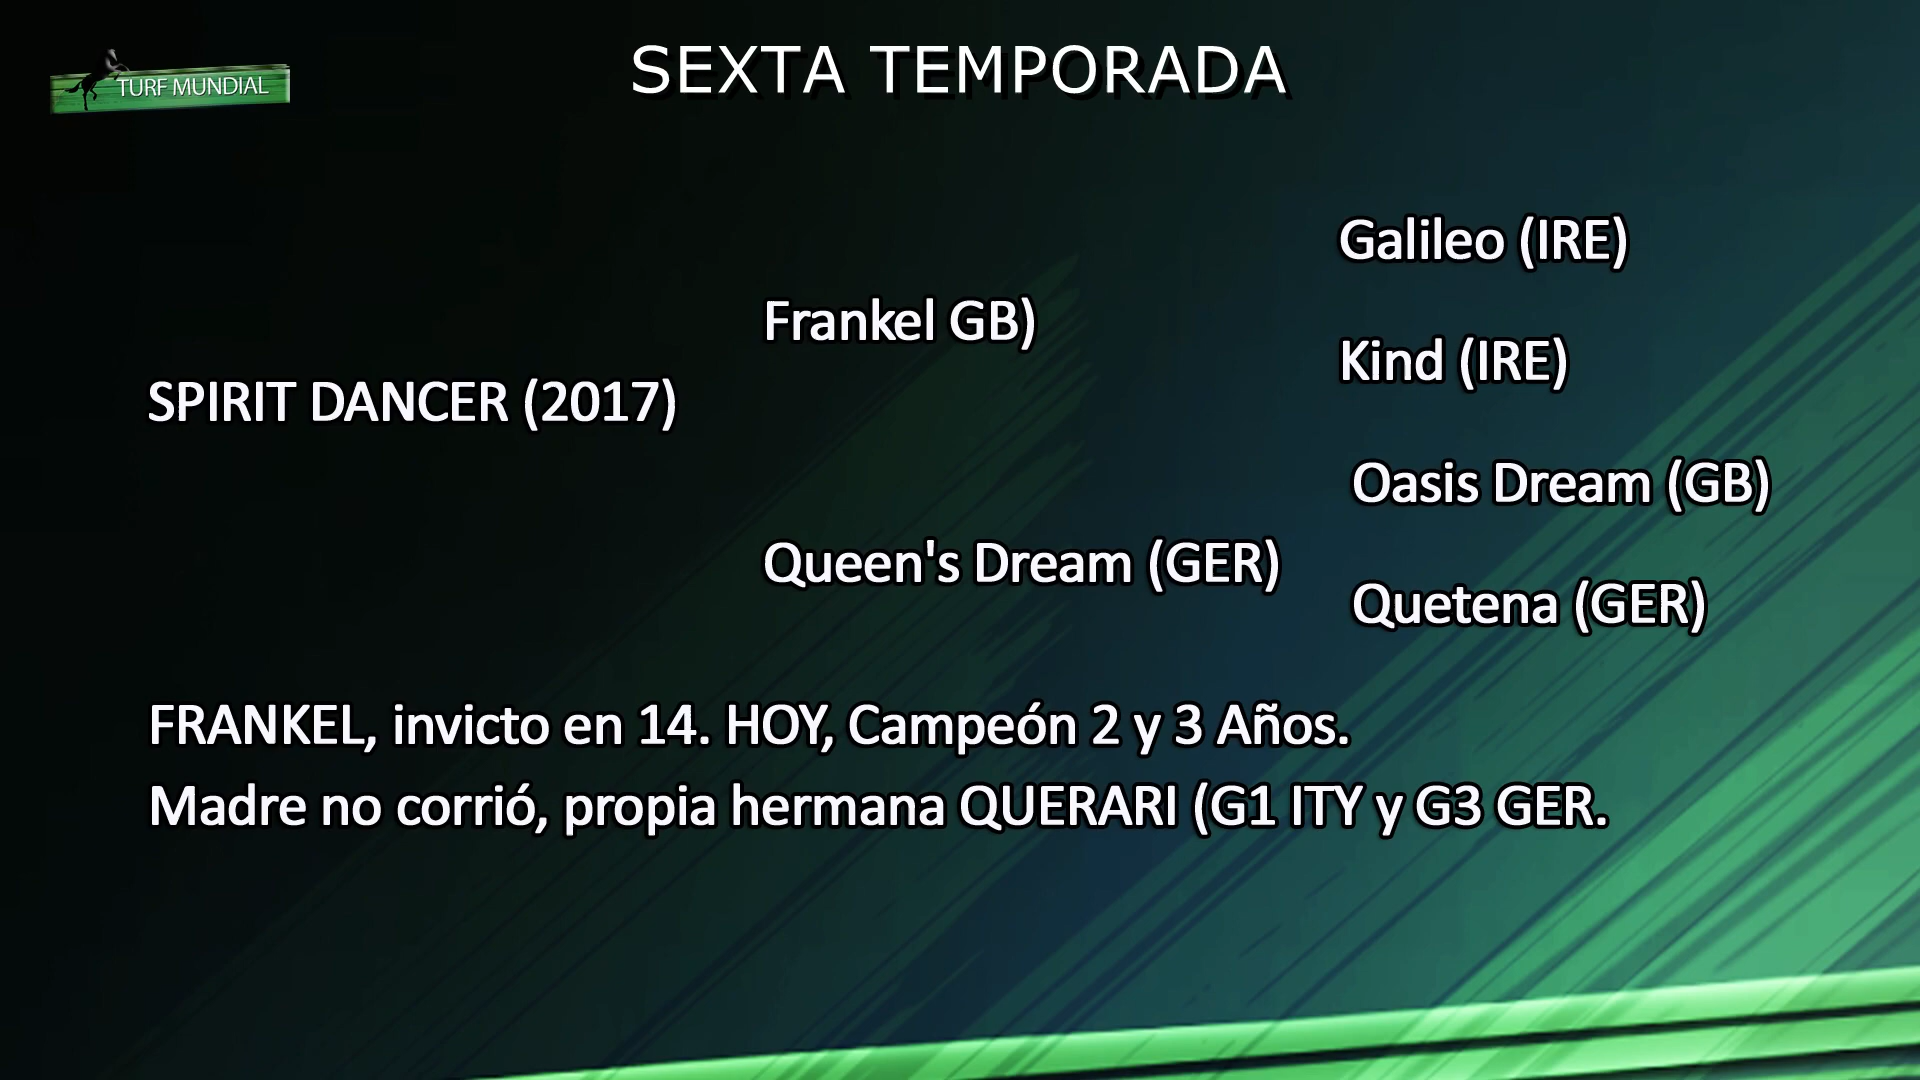 TURF MUNDIAL
SEXTA TEMPORADA
Galileo (IRE)
Frankel GB)
Kind (IRE)
SPIRIT DANCER (2017)
Oasis Dream (GB)
Queen's Dream (GER)
Quetena (GER)
FRANKEL, invicto en 14. HOY, Campeón 2 y 3 Años.
Madre no corrió, propia hermana QUERARI (G1 ITY y G3 GER.